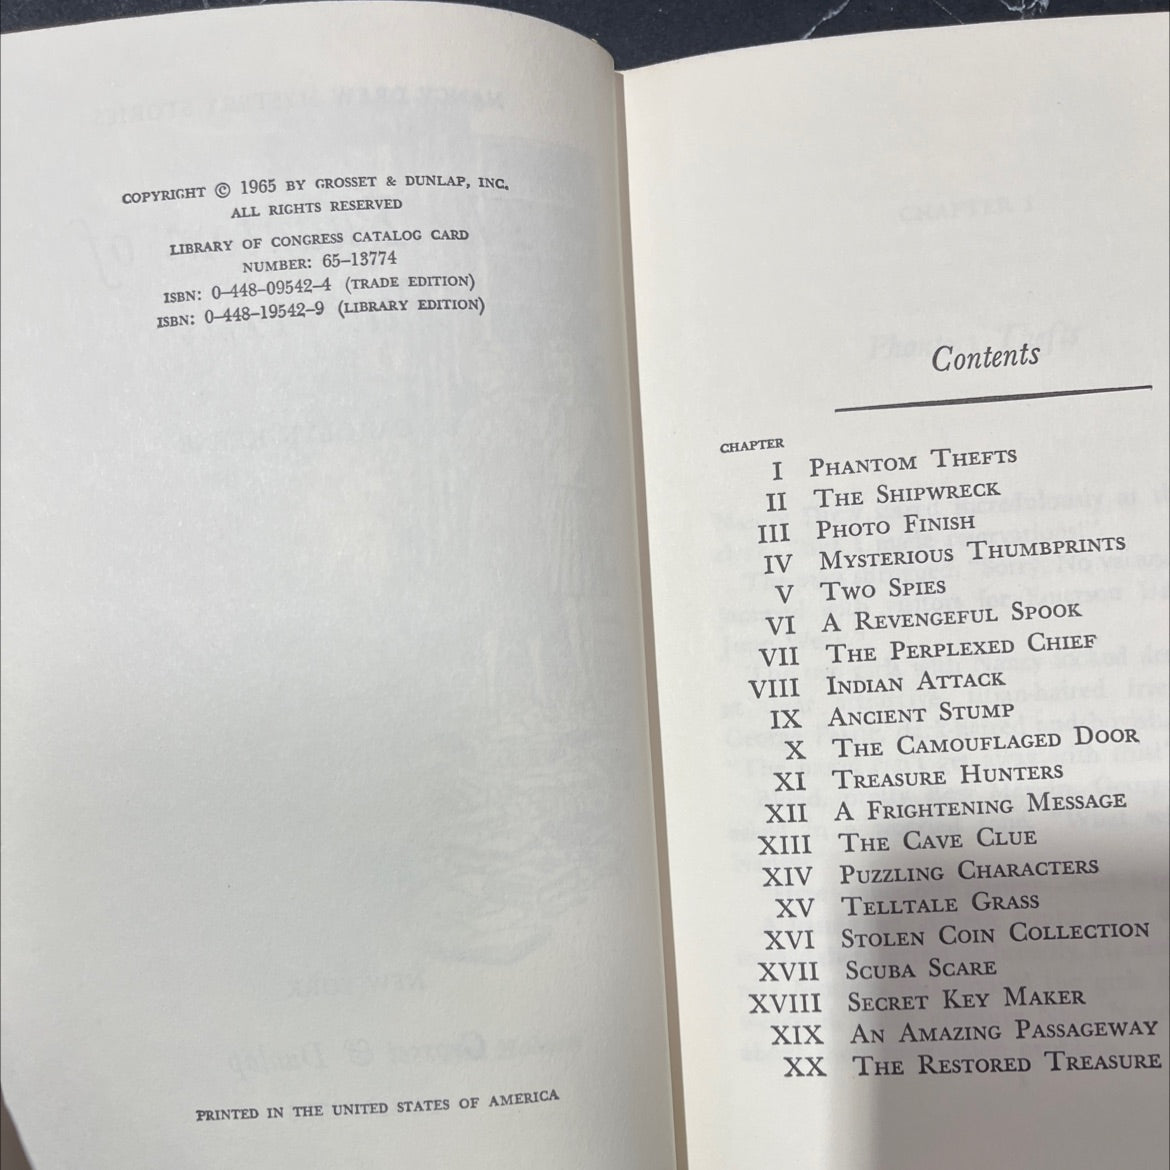 COPYRIGHT © 1965 BY GROSSET & DUNLAP, INC.
ALL RIGHTS RESERVED
LIBRARY OF CONGRESS CATALOG CARD
NUMBER: 65–13774
ISBN: 0–448–09542–4 (TRADE EDITION)
ISBN: 0–448–19542–9 (LIBRARY EDITION)
PRINTED IN THE UNITED STATES OF AMERICA
Contents
CHAPTER
I PHANTOM THEFTS
II THE SHIPWRECK
III PHOTO FINISH
IV MYSTERIOUS THUMBPRINTS
V TWO SPIES
VI A REVENGEFUL SPOOK
VII THE PERPLEXED CHIEF
VIII INDIAN ATTACK
IX ANCIENT STUMP
X THE CAMOUFLAGED DOOR
XI TREASURE HUNTERS
XII A FRIGHTENING MESSAGE
XIII THE CAVE CLUE
XIV PUZZLING CHARACTERS
XV TELLTALE GRASS
XVI STOLEN COIN COLLECTION
XVII SCUBA SCARE
XVIII SECRET KEY MAKER
XIX AN AMAZING PASSAGEWAY
XX THE RESTORED TREASURE